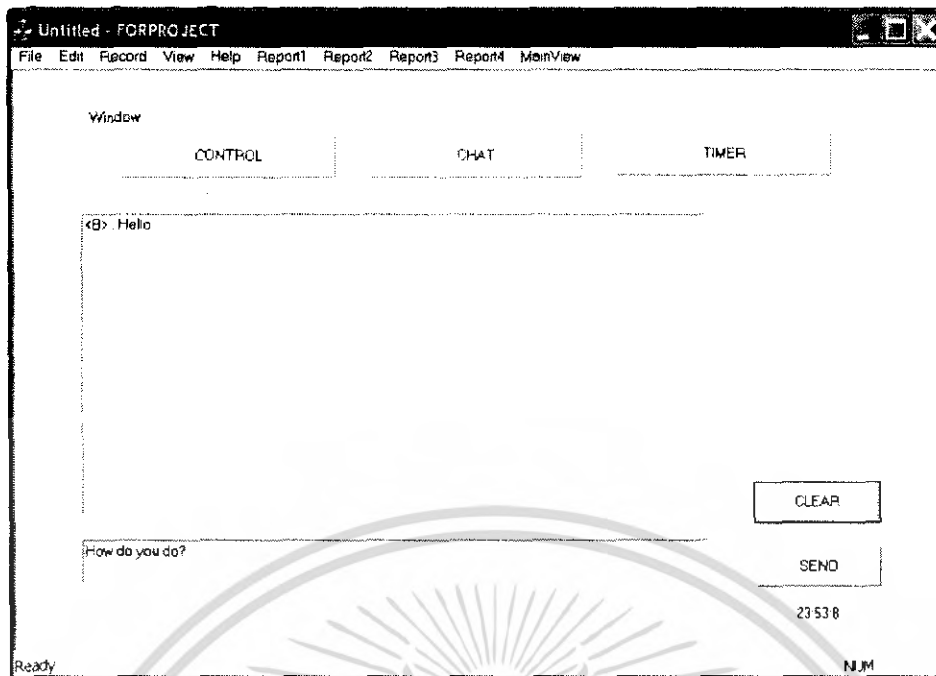 Untitled - FORPROJECT
File Edit Record View Help Report1 Report2 Report3 Report4 MainView
Window
CONTROL CHAT TIMER
<B> : Hello
CLEAR
How do you do?
SEND
23:53:8
Ready NUM